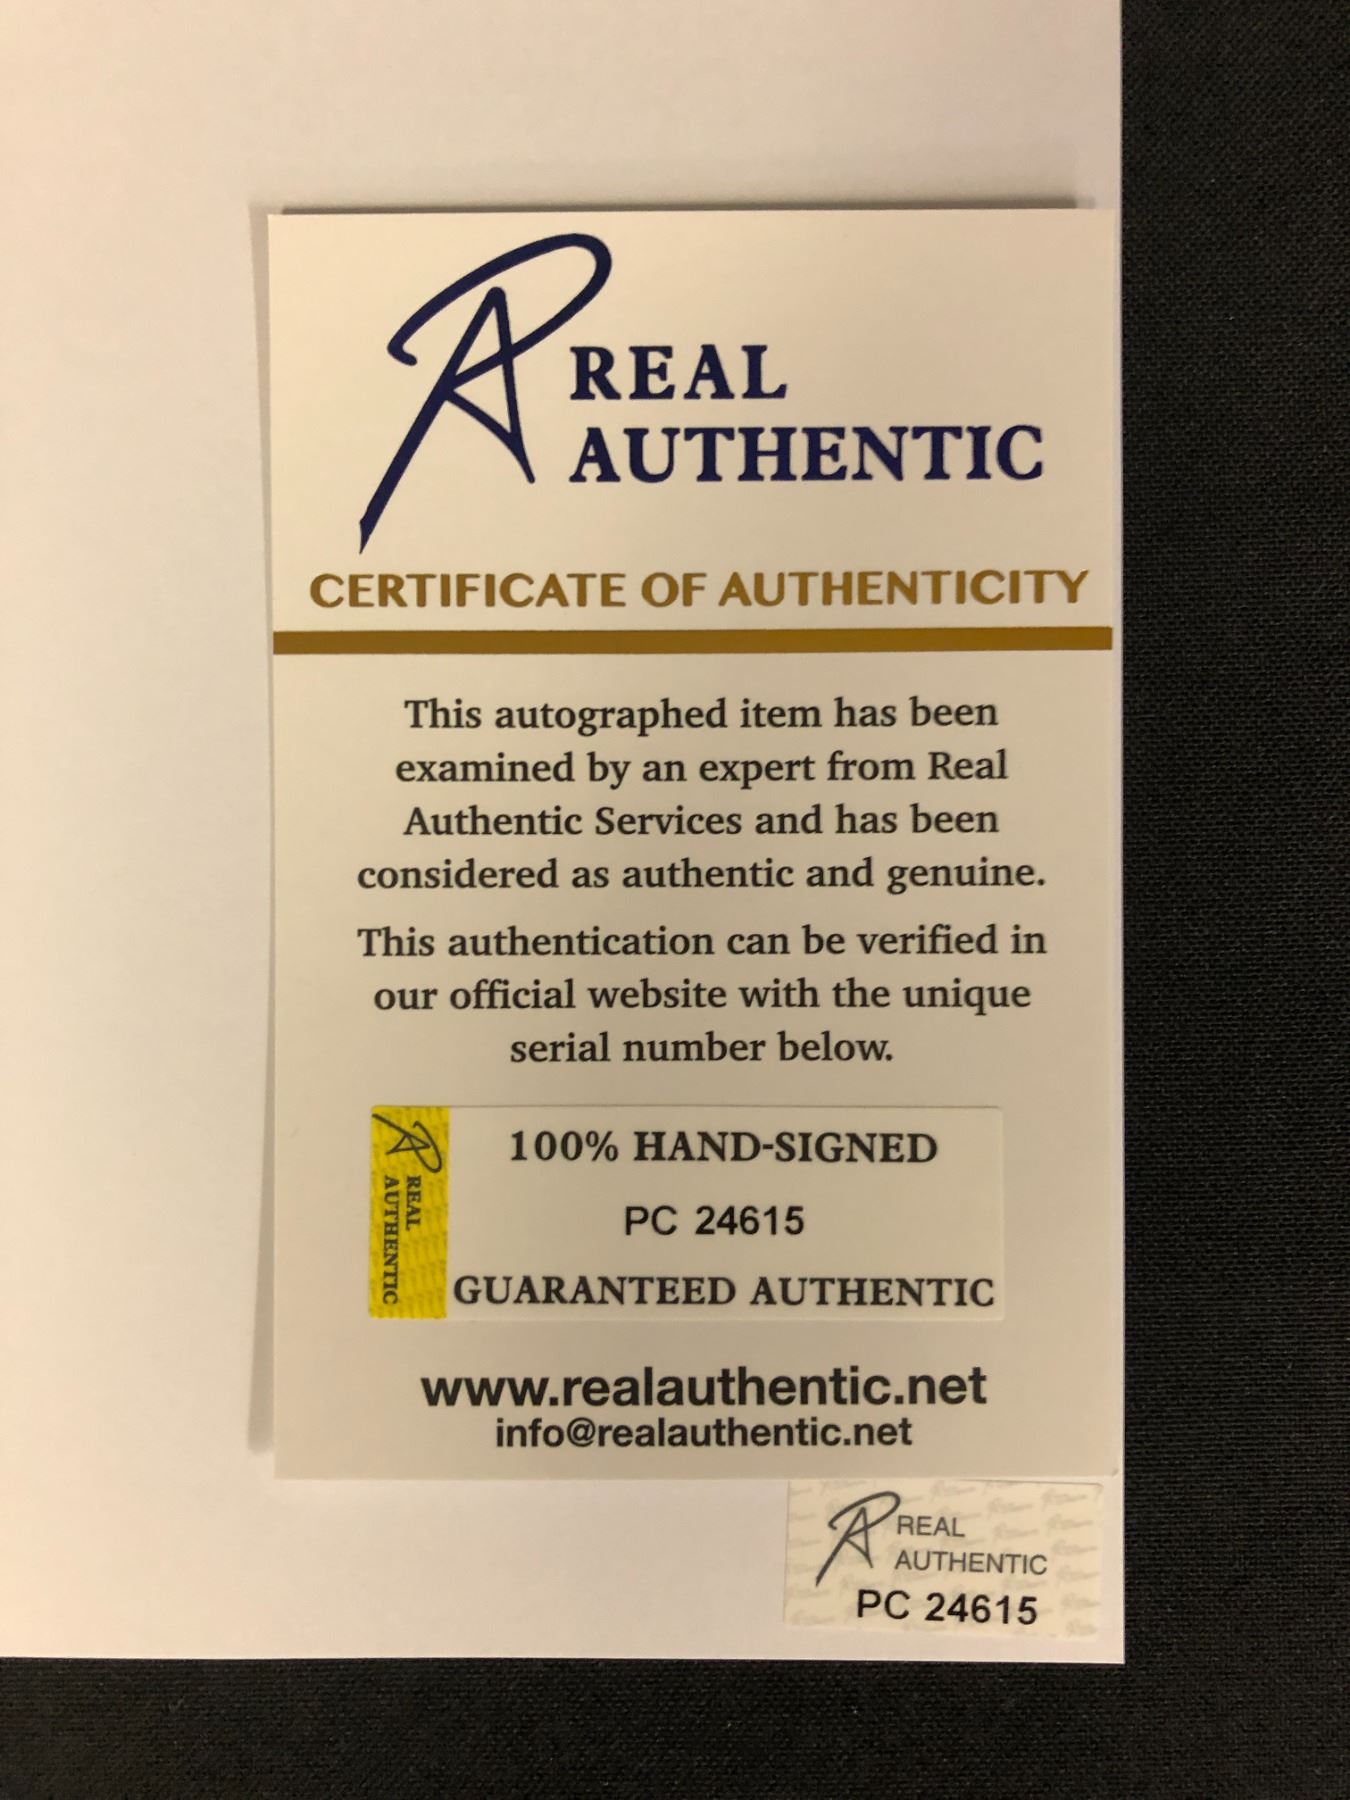 REAL
AUTHENTIC
CERTIFICATE OF AUTHENTICITY
This autographed item has been
examined by an expert from Real
Authentic Services and has been
considered as authentic and genuine.
This authentication can be verified in
our official website with the unique
serial number below.
REAL
AUTHENTIC
100% HAND-SIGNED
PC 24615
GUARANTEED AUTHENTIC
www.realauthentic.net
info@realauthentic.net
REAL
AUTHENTIC
PC 24615